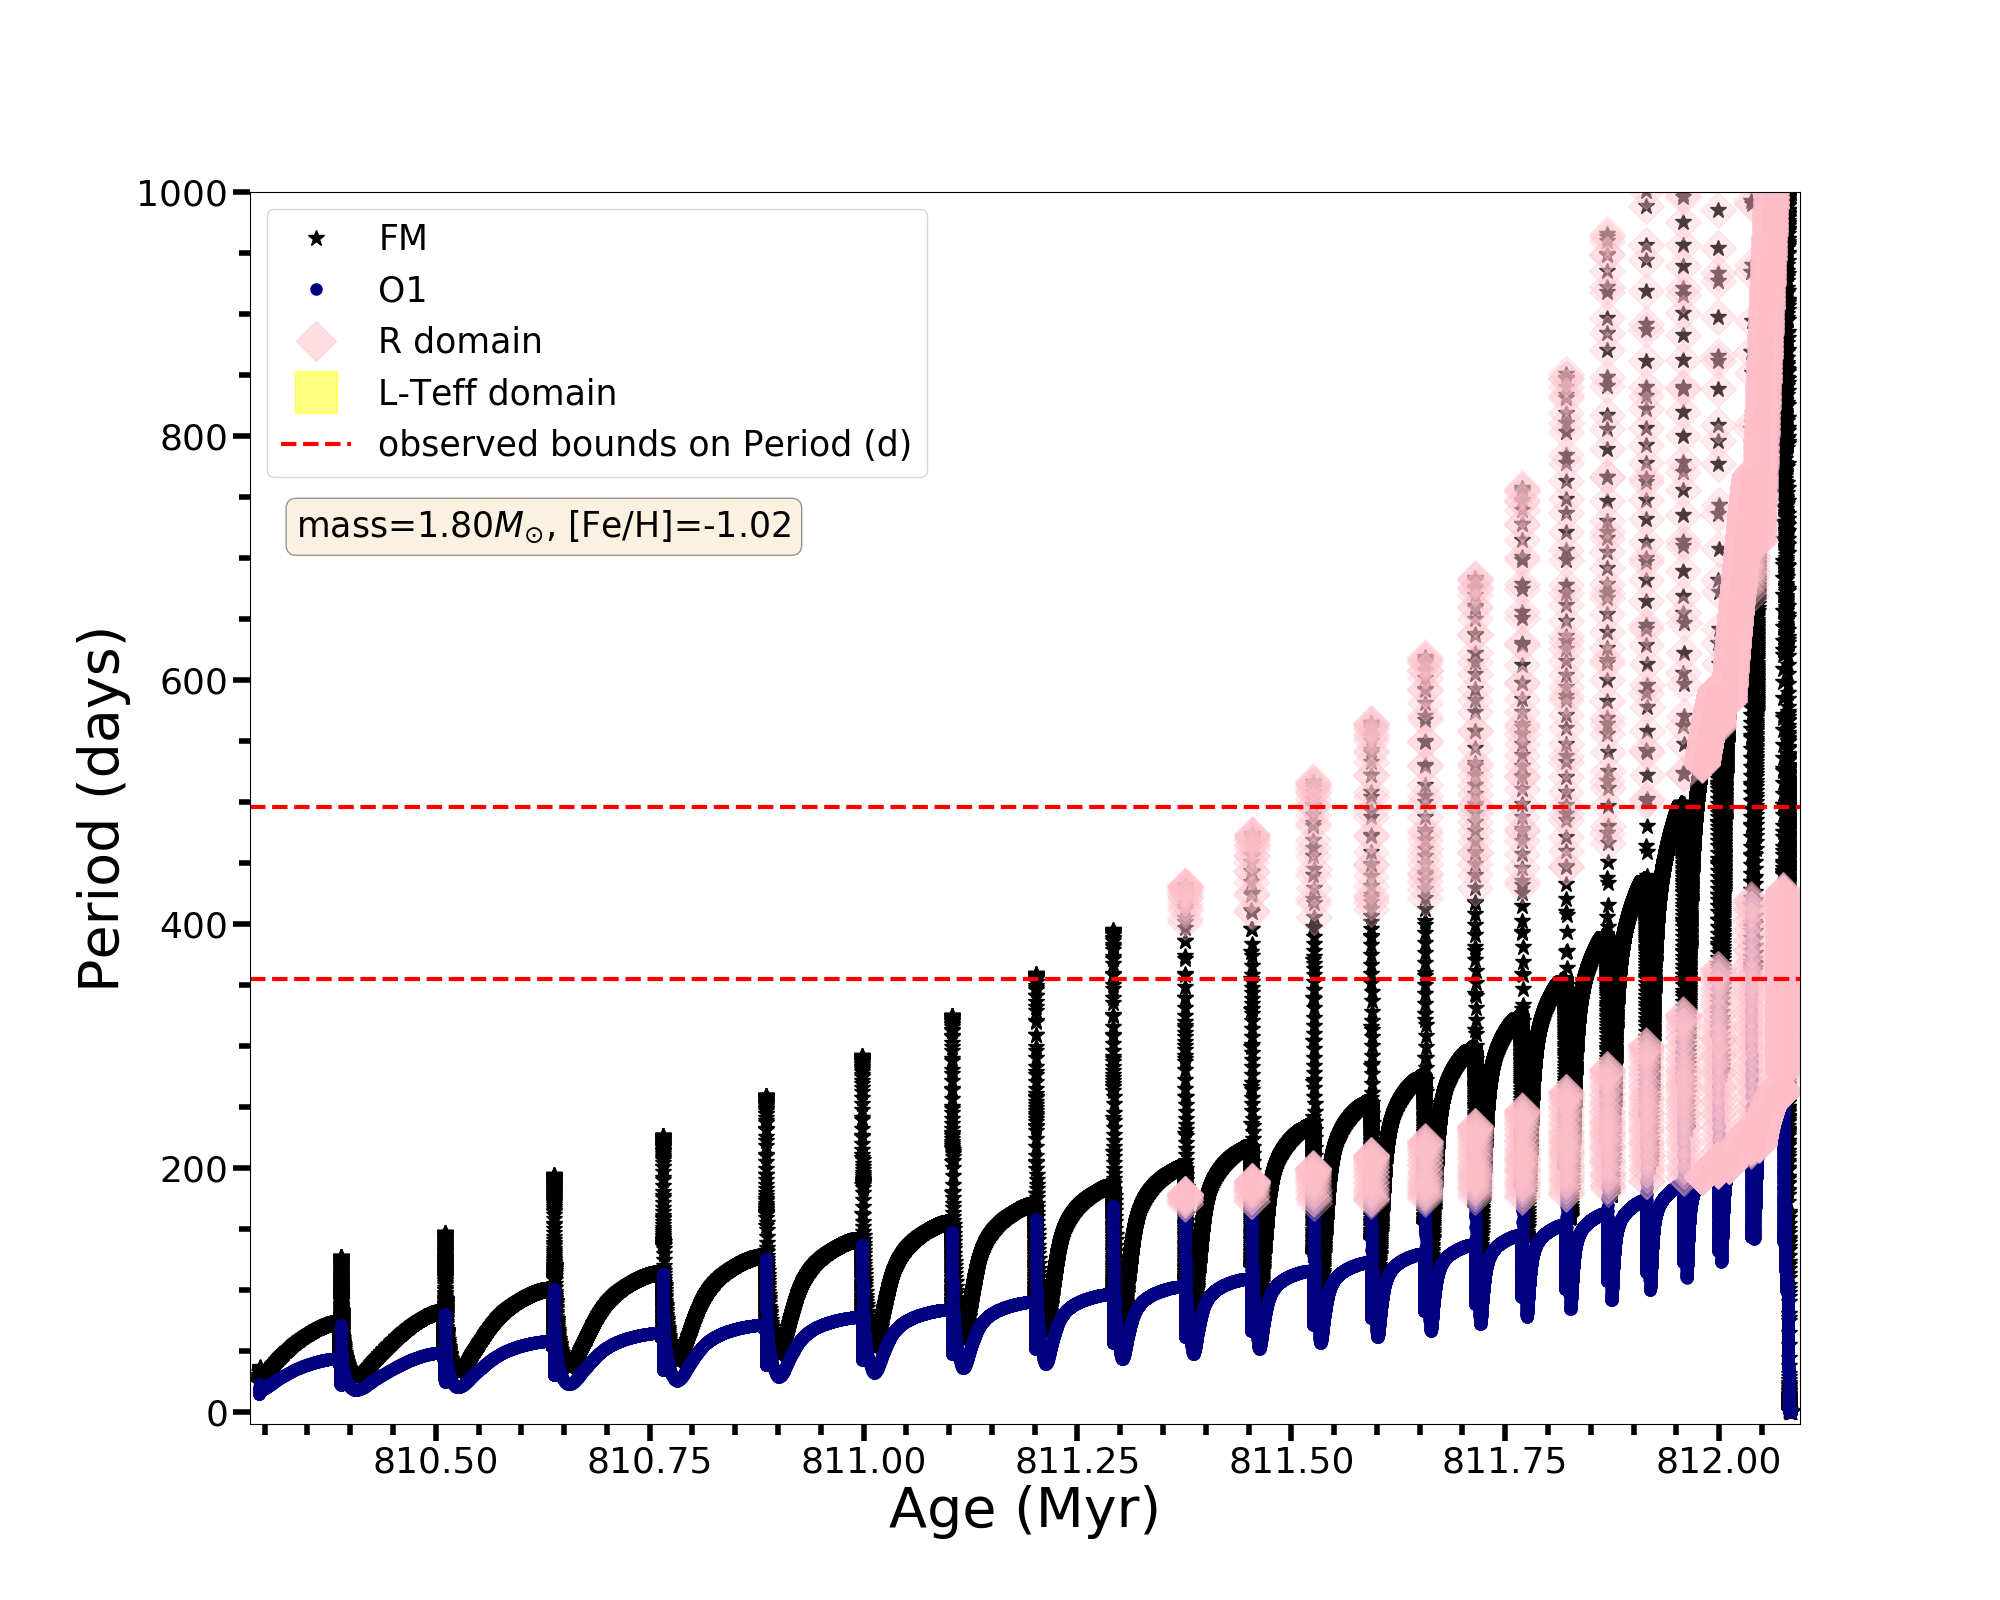 1000
800
600
400
200
0
Period (days)
FM
O1
R domain
L-Teff domain
observed bounds on Period (d)
mass=1.80M⊙, [Fe/H]=-1.02
810.50 810.75 811.00 811.25 811.50 811.75 812.00
Age (Myr)